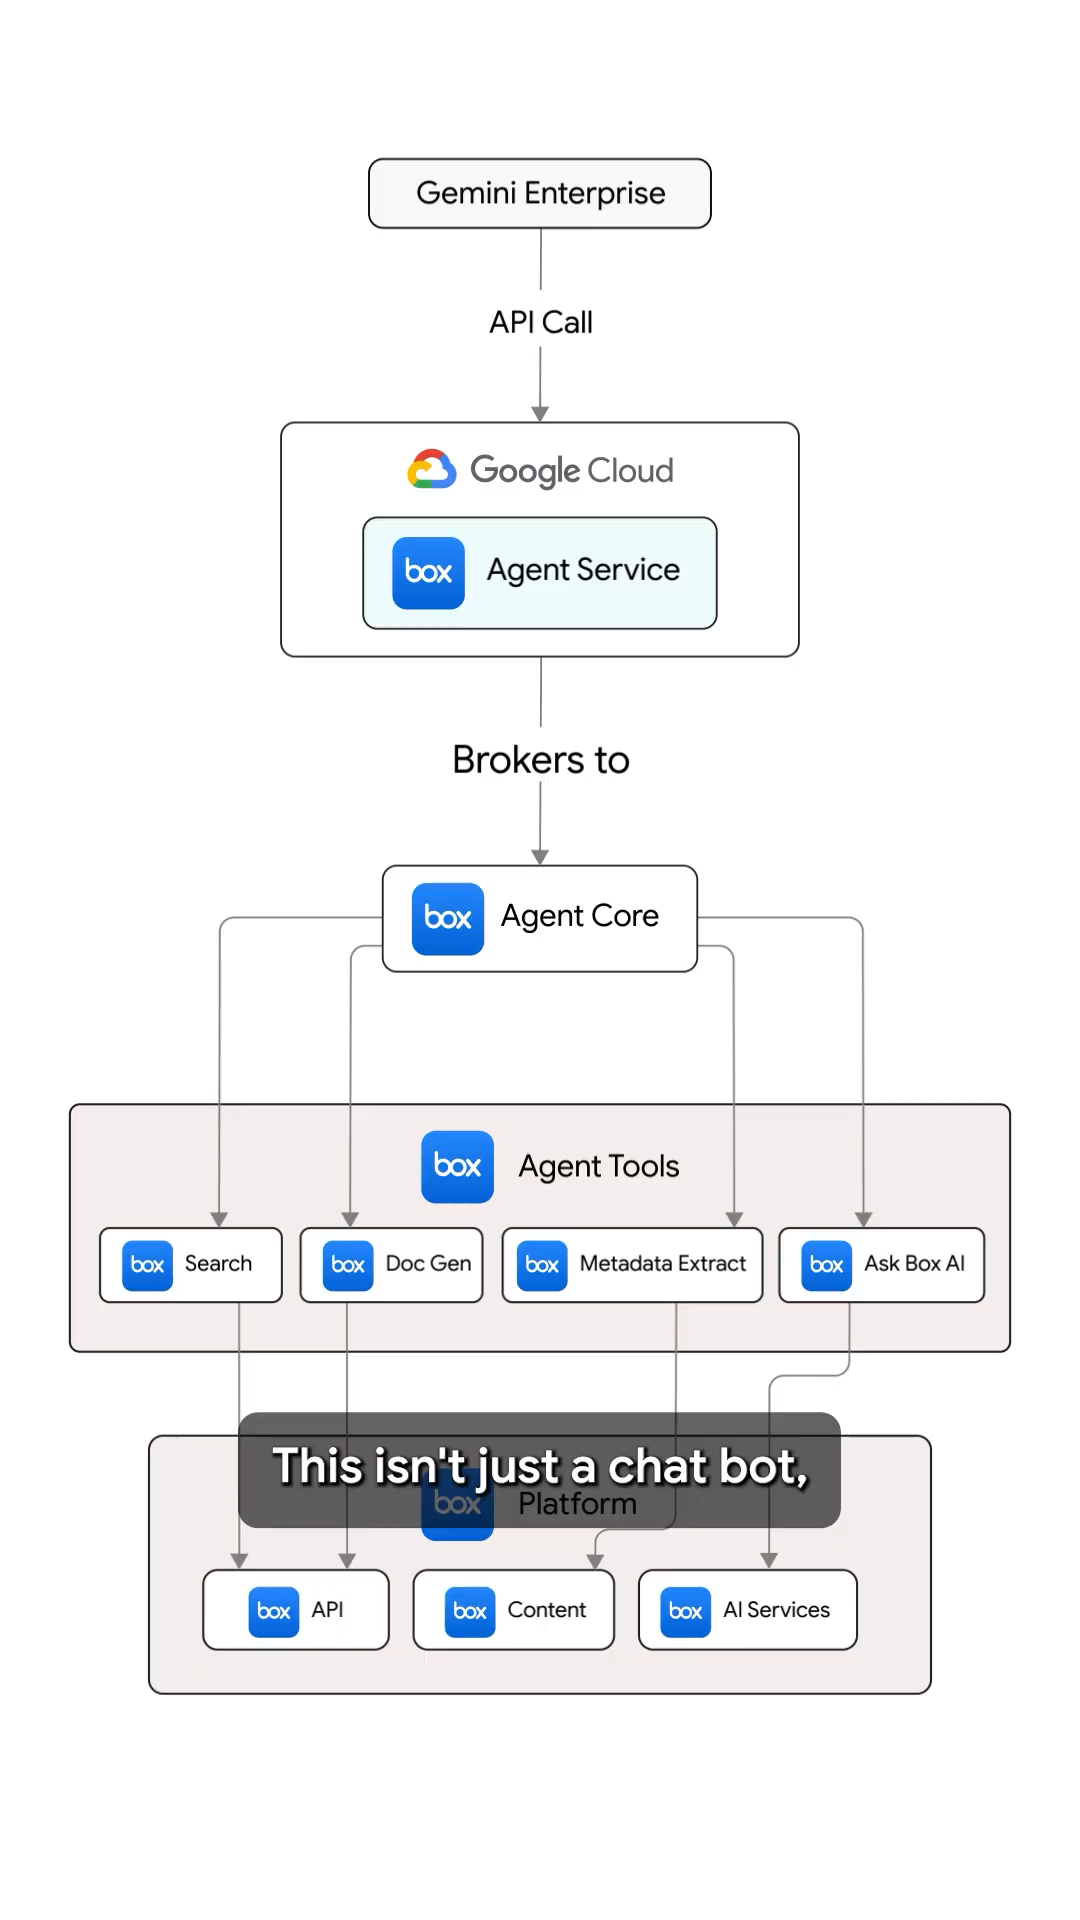 Gemini Enterprise
API Call
Google Cloud
box Agent Service
Brokers to
box Agent Core
box Agent Tools
box Search
box Doc Gen
box Metadata Extract
box Ask Box AI
This isn't just a chat bot,
box Platform
box API
box Content
box AI Services